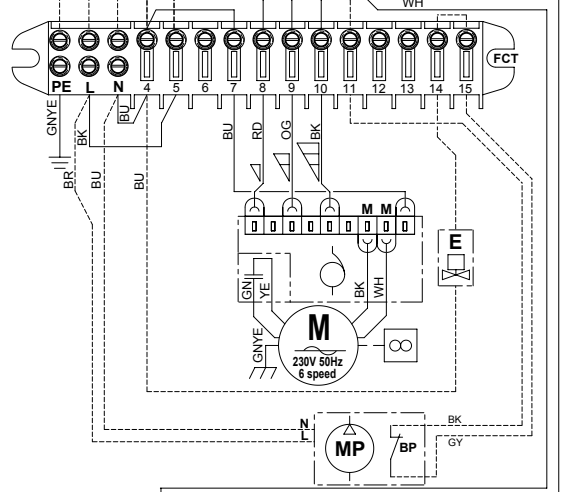 WH
FCT
PE L N 4 5 6 7 8 9 10 11 12 13 14 15
GNYE
BK
BU
BR
BU
BU
BU
RD
OG
BK
M M
E
GN
YE
BK
WH
GNYE
M
230V 50Hz
6 speed
N
L
MP
BP
BK
GY